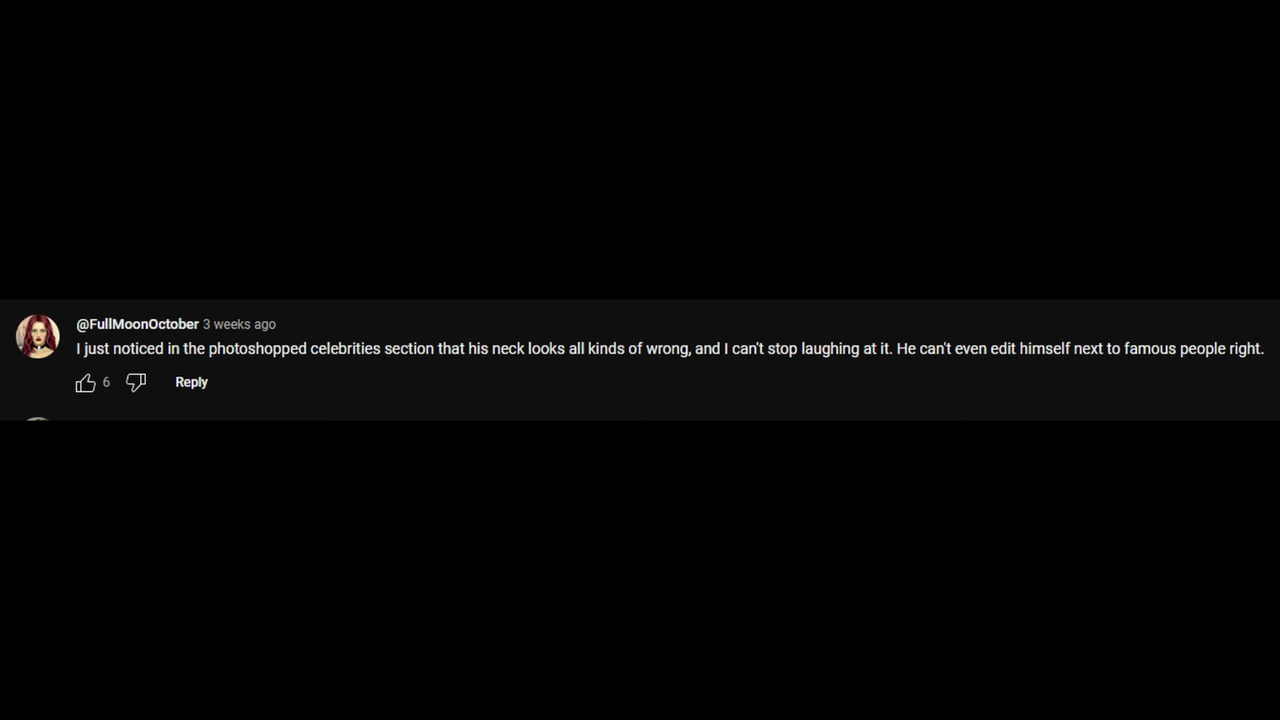 @FullMoonOctober 3 weeks ago
I just noticed in the photoshopped celebrities section that his neck looks all kinds of wrong, and I can't stop laughing at it. He can't even edit himself next to famous people right.
6 Reply